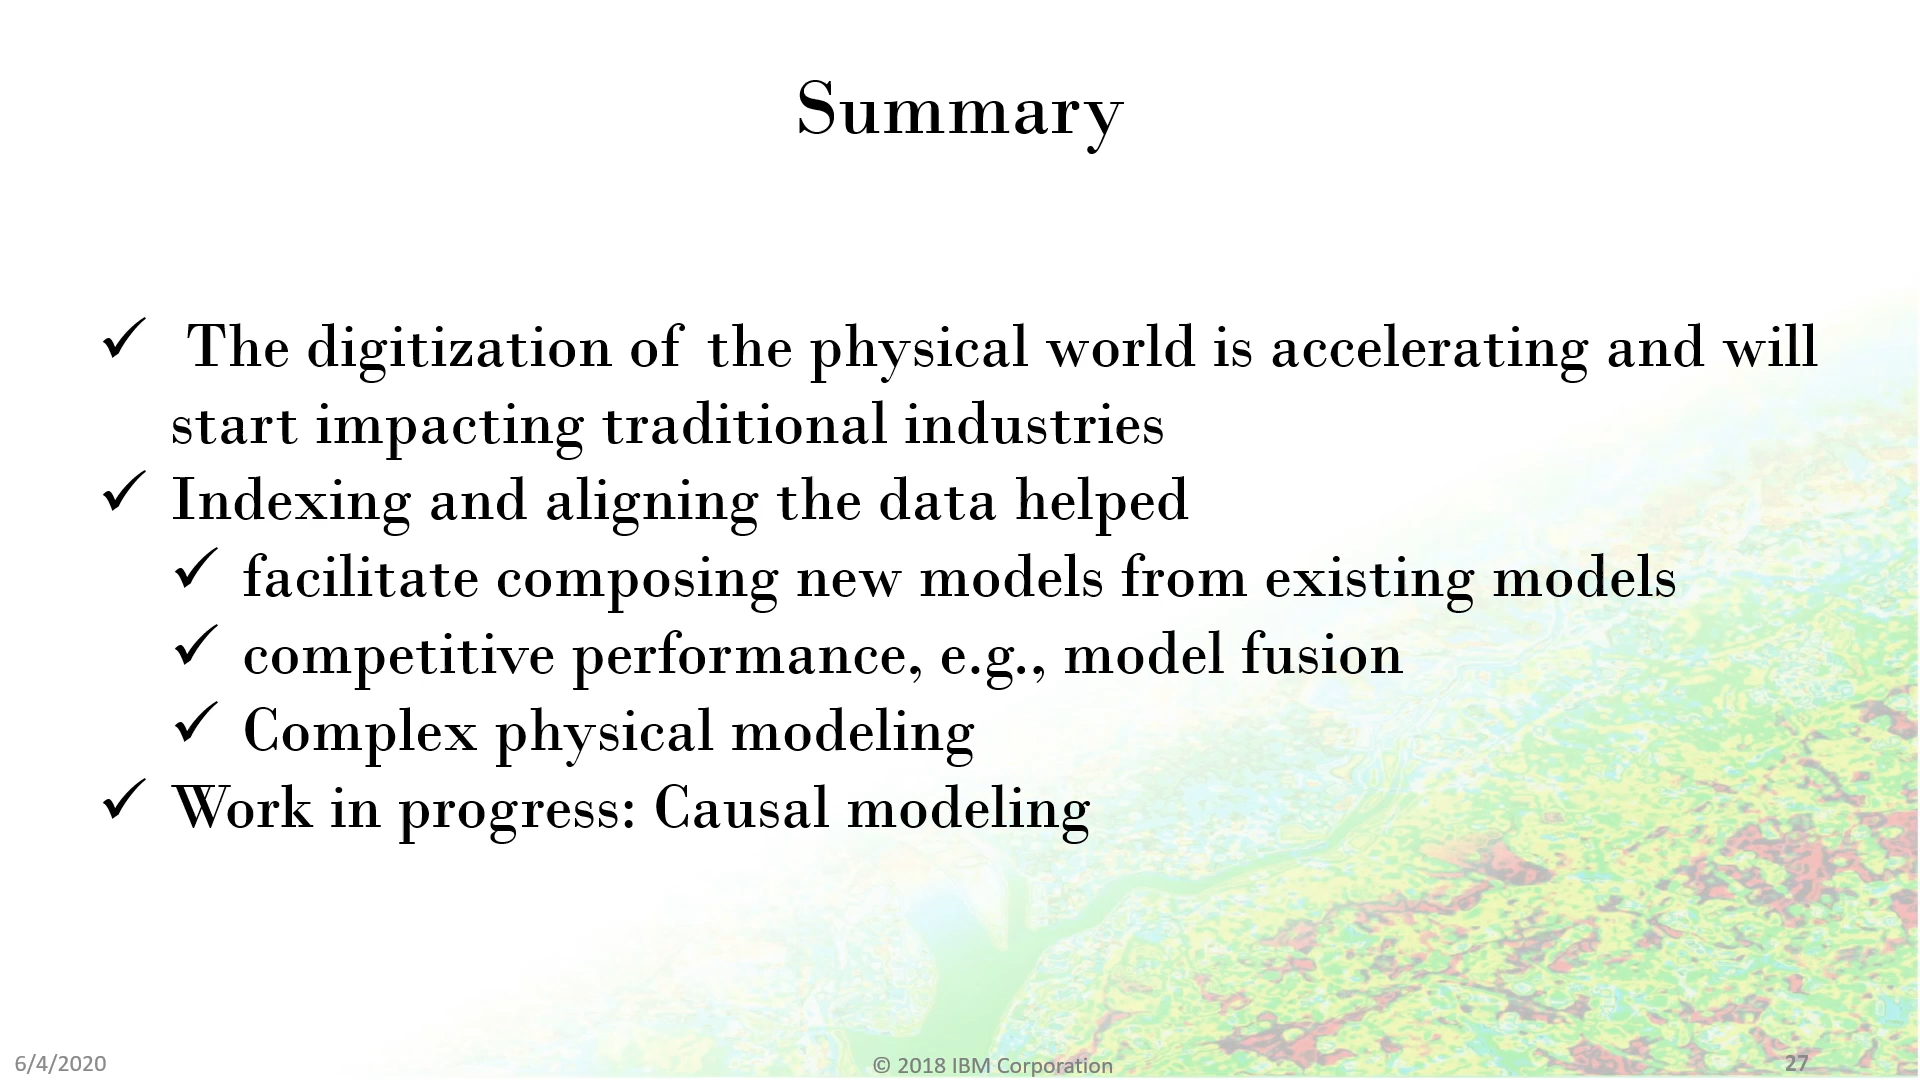 Summary
✓ The digitization of the physical world is accelerating and will
start impacting traditional industries
✓ Indexing and aligning the data helped
✓ facilitate composing new models from existing models
✓ competitive performance, e.g., model fusion
✓ Complex physical modeling
✓ Work in progress: Causal modeling
6/4/2020
© 2018 IBM Corporation
27